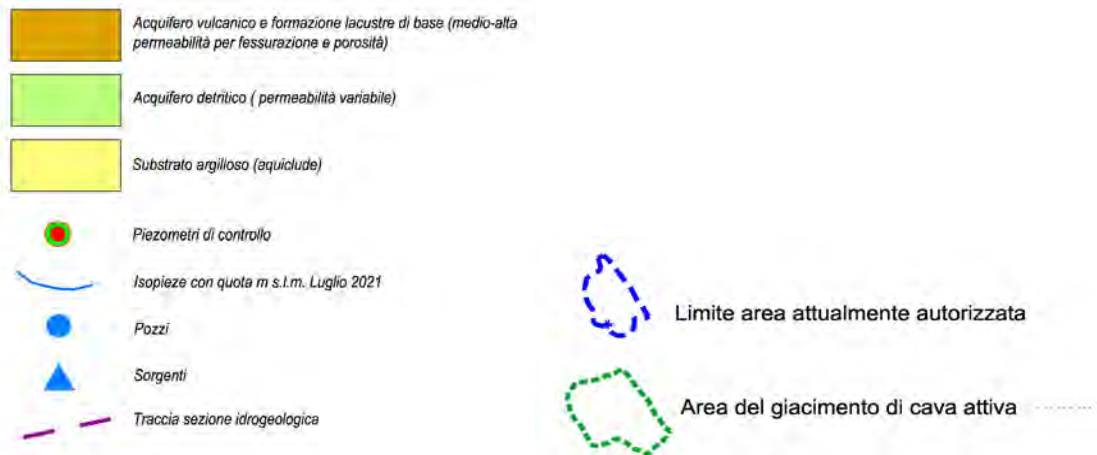 Acquifero vulcanico e formazione lacustre di base (medio-alta
permeabilità per fessurazione e porosità)
Acquifero detritico ( permeabilità variabile)
Substrato argilloso (aquiclude)
Piezometri di controllo
Isopieze con quota m s.l.m. Luglio 2021
Pozzi
Sorgenti
Traccia sezione idrogeologica
Limite area attualmente autorizzata
Area del giacimento di cava attiva